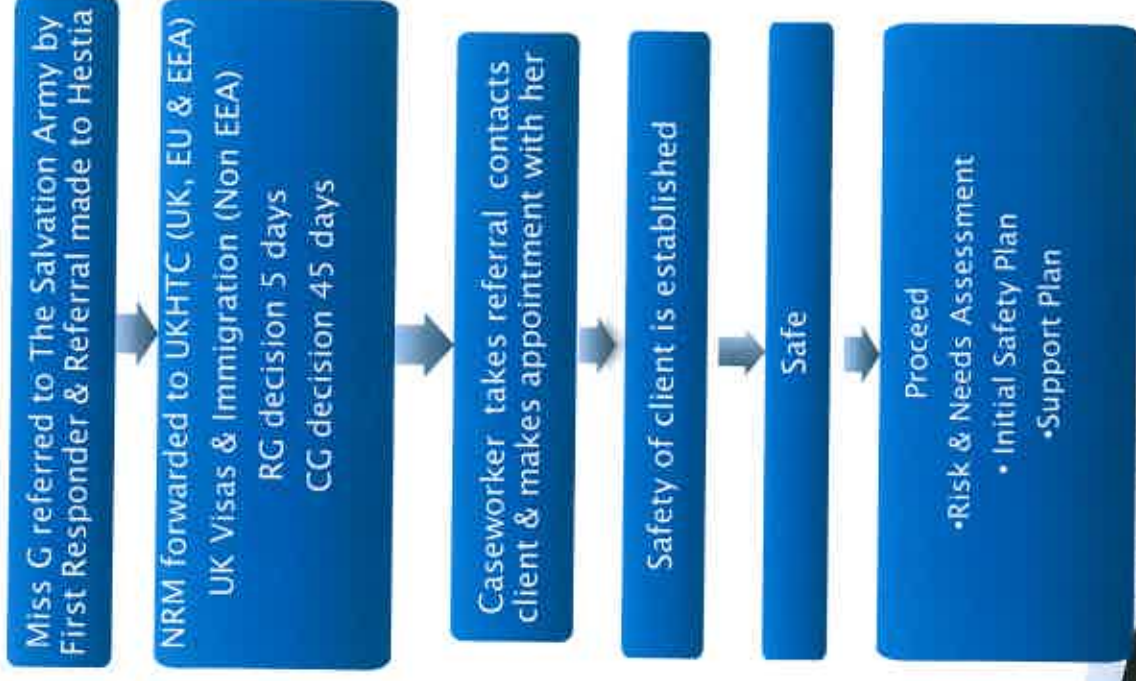 Miss G referred to The Salvation Army by
First Responder & Referral made to Hestia
NRM forwarded to UKHTC (UK, EU & EEA)
UK Visas & Immigration (Non EEA)
RG decision 5 days
CG decision 45 days
Caseworker takes referral contacts
client & makes appointment with her
Safety of client is established
Safe
Proceed
•Risk & Needs Assessment
• Initial Safety Plan
•Support Plan